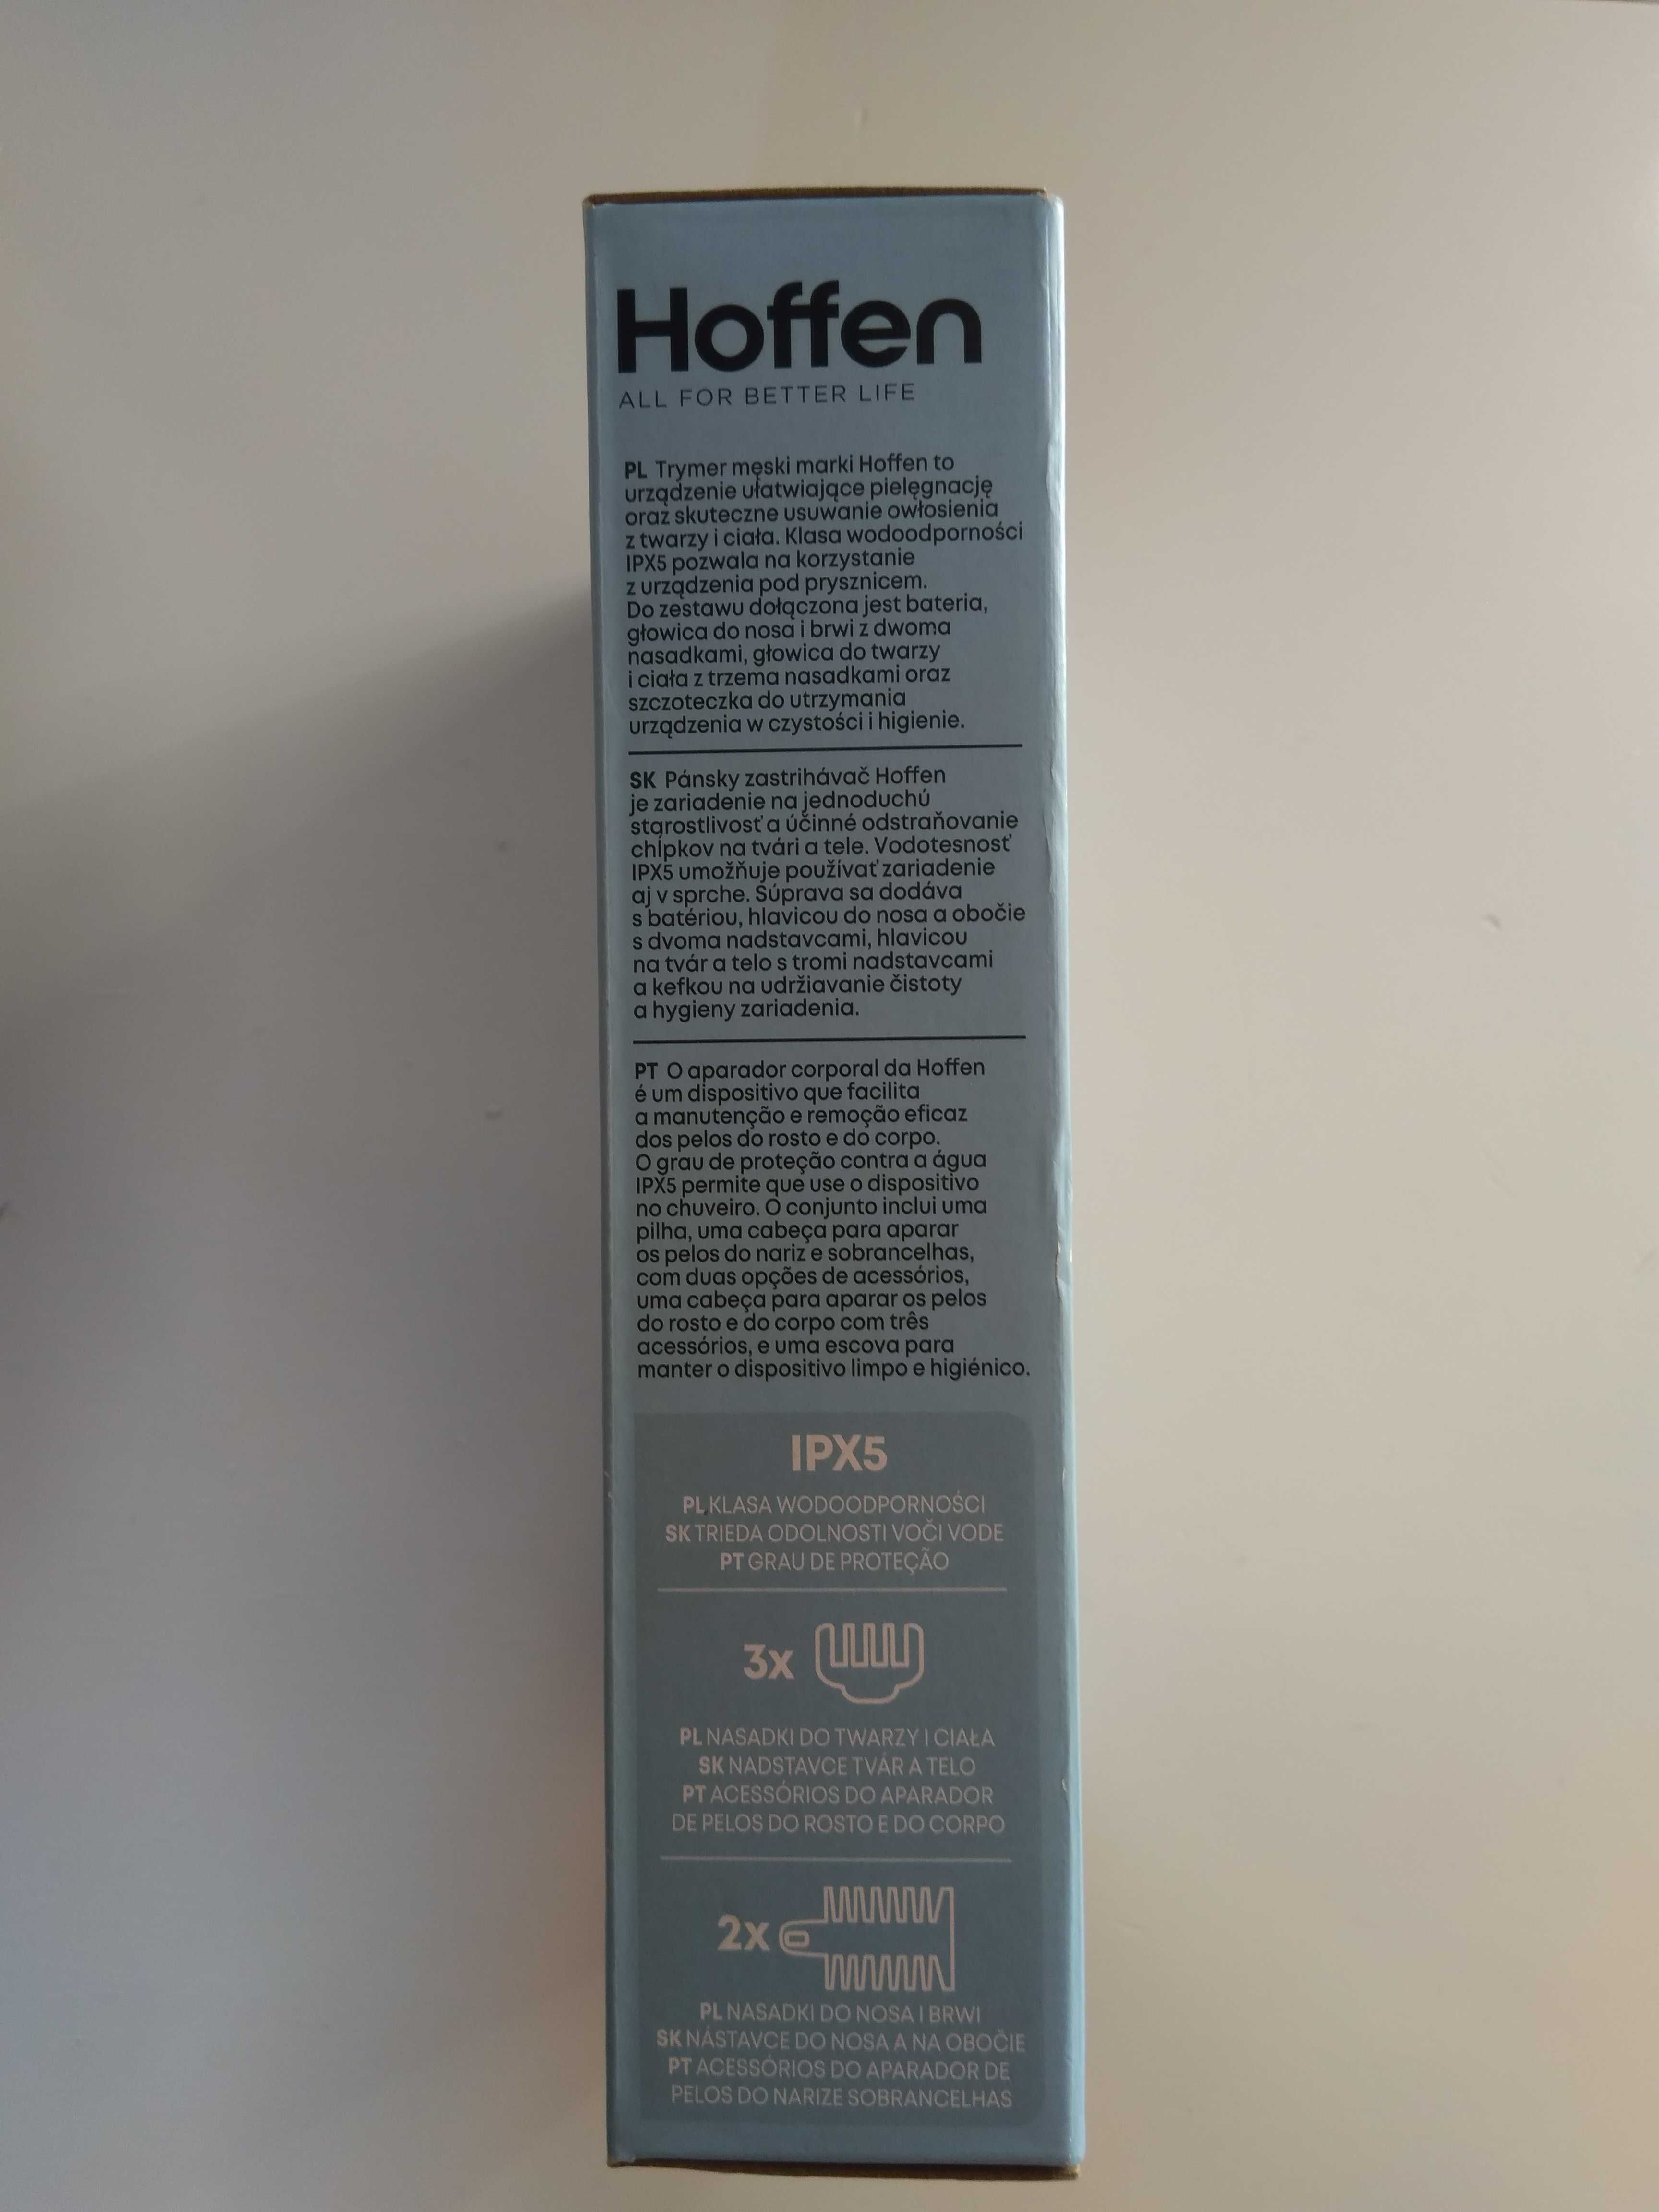 Hoffen
ALL FOR BETTER LIFE
PL Trymer męski marki Hoffen to
urządzenie ułatwiające pielęgnację
oraz skuteczne usuwanie owłosienia
z twarzy i ciała. Klasa wodoodporności
IPX5 pozwala na korzystanie
z urządzenia pod prysznicem.
Do zestawu dołączona jest bateria,
głowica do nosa i brwi z dwoma
nasadkami, głowica do twarzy
i ciała z trzema nasadkami oraz
szczoteczka do utrzymania
urządzenia w czystości i higienie.
SK Pánsky zastrihávač Hoffen
je zariadenie na jednoduchú
starostlivosť a účinné odstraňovanie
chĺpkov na tvári a tele. Vodotesnosť
IPX5 umožňuje používať zariadenie
aj v sprche. Súprava sa dodáva
s batériou, hlavicou do nosa a obočie
s dvoma nadstavcami, hlavicou
na tvár a telo s tromi nadstavcami
a kefkou na udržiavanie čistoty
a hygieny zariadenia.
PT O aparador corporal da Hoffen
é um dispositivo que facilita
a manutenção e remoção eficaz
dos pelos do rosto e do corpo.
O grau de proteção contra a água
IPX5 permite que use o dispositivo
no chuveiro. O conjunto inclui uma
pilha, uma cabeça para aparar
os pelos do nariz e sobrancelhas,
com duas opções de acessórios,
uma cabeça para aparar os pelos
do rosto e do corpo com três
acessórios, e uma escova para
manter o dispositivo limpo e higiénico.
IPX5
PL KLASA WODOODPORNOŚCI
SK TRIEDA ODOLNOSTI VOČI VODE
PT GRAU DE PROTEÇÃO
3x
PL NASADKI DO TWARZY I CIAŁA
SK NADSTAVCE TVÁR A TELO
PT ACESSÓRIOS DO APARADOR
DE PELOS DO ROSTO E DO CORPO
2x
PL NASADKI DO NOSA I BRWI
SK NÁSTAVCE DO NOSA A NA OBOČIE
PT ACESSÓRIOS DO APARADOR DE
PELOS DO NARIZE SOBRANCELHAS